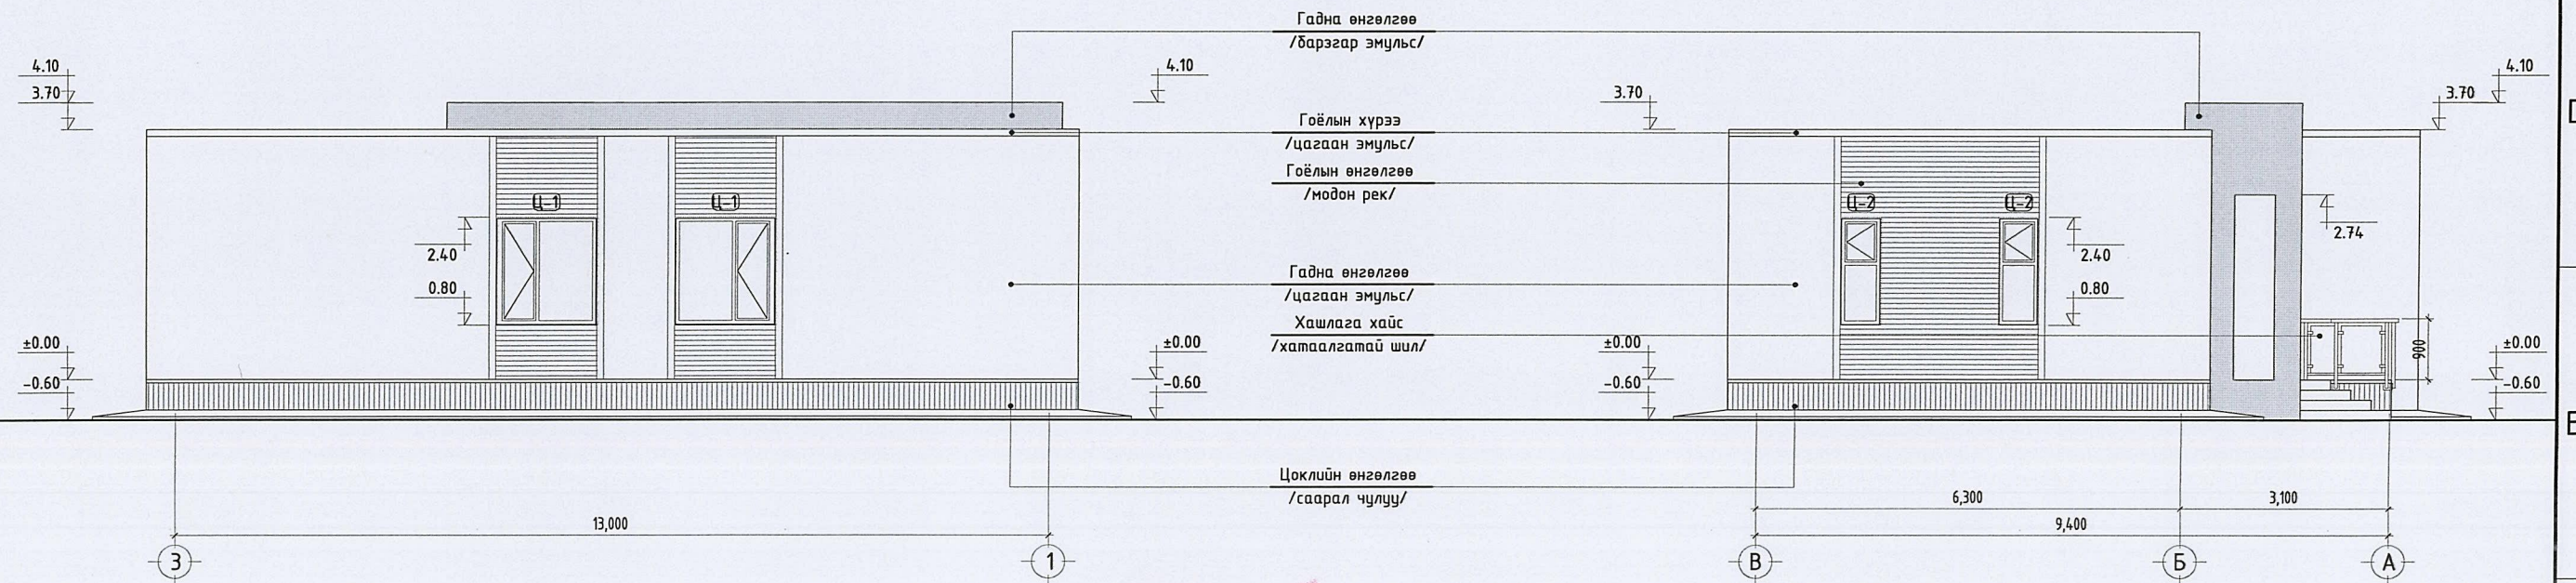 Гадна өнгөлгөө
/барзгар эмульс/
4.10
3.70
4.10
3.70
3.70
4.10
Гоёлын хүрээ
/цагаан эмульс/
Гоёлын өнгөлгөө
/модон рек/
Ц-1
Ц-1
Ц-2
Ц-2
2.40
0.80
2.40
0.80
2.74
Гадна өнгөлгөө
/цагаан эмульс/
Хашлага хайс
/хатаалгатай шил/
900
±0.00
-0.60
±0.00
-0.60
±0.00
-0.60
±0.00
-0.60
Цоклийн өнгөлгөө
/саарал чулуу/
13,000
6,300
3,100
9,400
3
1
В
Б
А